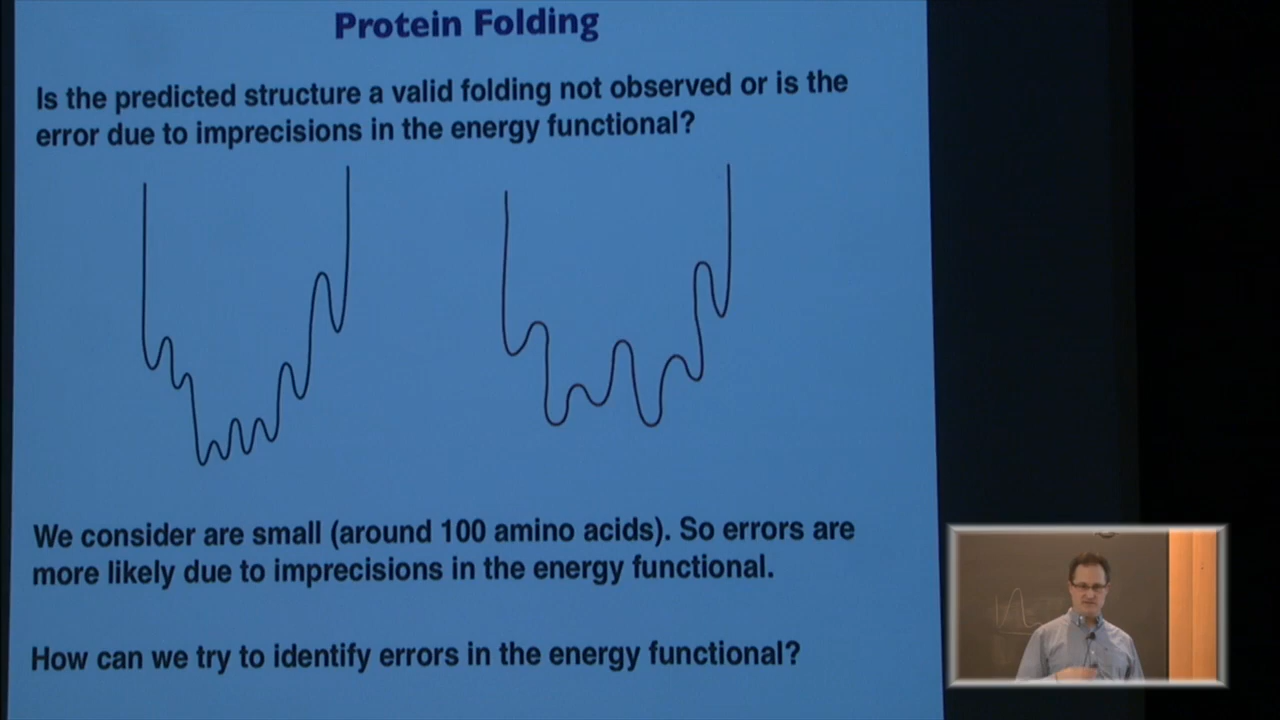 Protein Folding
Is the predicted structure a valid folding not observed or is the
error due to imprecisions in the energy functional?
We consider are small (around 100 amino acids). So errors are
more likely due to imprecisions in the energy functional.
How can we try to identify errors in the energy functional?